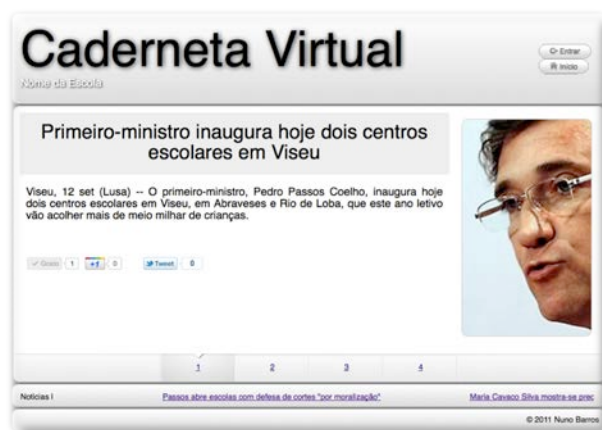 Caderneta Virtual
Nome da Escola
Entrar
Início
Primeiro-ministro inaugura hoje dois centros
escolares em Viseu
Viseu, 12 set (Lusa) -- O primeiro-ministro, Pedro Passos Coelho, inaugura hoje
dois centros escolares em Viseu, em Abraveses e Rio de Loba, que este ano letivo
vão acolher mais de meio milhar de crianças.
Gosto 1 +1 0 Tweet 0
1 2 3 4
Notícias | Passos abre escolas com defesa de cortes "por moralização" Maria Cavaco Silva mostra-se prec
© 2011 Nuno Barros